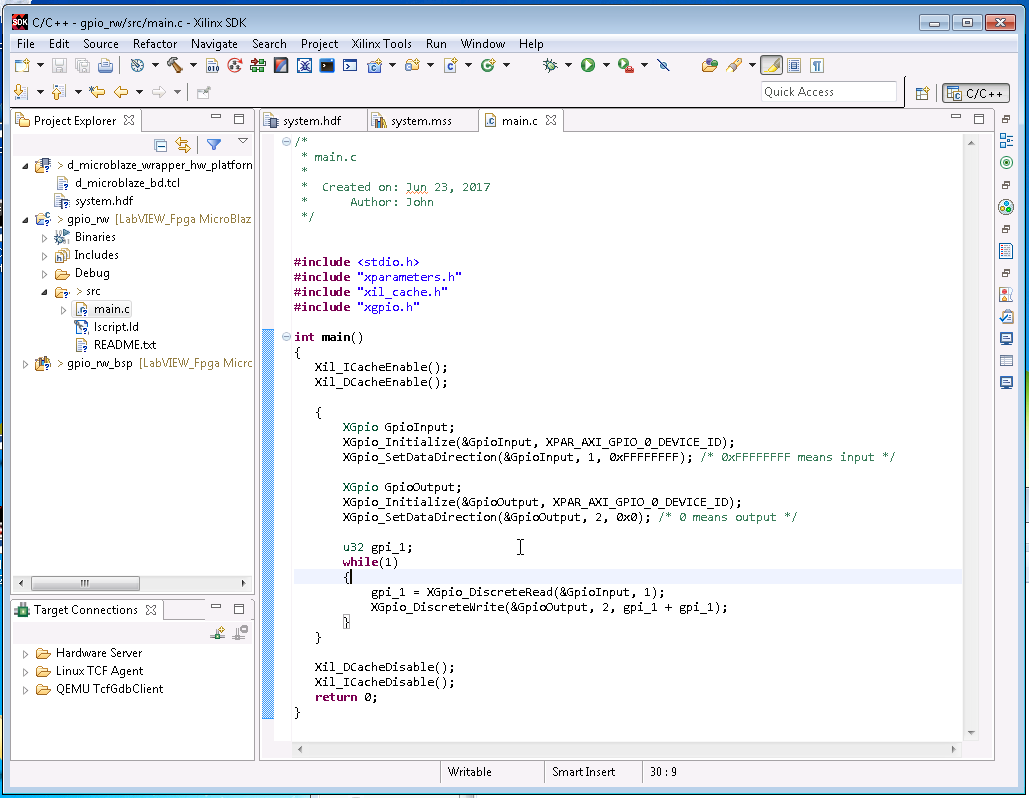 SDK C/C++ - gpio_rw/src/main.c - Xilinx SDK
File Edit Source Refactor Navigate Search Project Xilinx Tools Run Window Help
Quick Access
C/C++
Project Explorer
d_microblaze_wrapper_hw_platform
d_microblaze_bd.tcl
system.hdf
> gpio_rw [LabVIEW_Fpga MicroBlaz
Binaries
Includes
Debug
> src
main.c
lscript.ld
README.txt
> gpio_rw_bsp [LabVIEW_Fpga Micro
Target Connections
Hardware Server
Linux TCF Agent
QEMU TcfGdbClient
system.hdf system.mss main.c
/*
* main.c
*
*  Created on: Jun 23, 2017
*      Author: John
*/
#include <stdio.h>
#include "xparameters.h"
#include "xil_cache.h"
#include "xgpio.h"
int main()
{
Xil_ICacheEnable();
Xil_DCacheEnable();
{
XGpio GpioInput;
XGpio_Initialize(&GpioInput, XPAR_AXI_GPIO_0_DEVICE_ID);
XGpio_SetDataDirection(&GpioInput, 1, 0xFFFFFFFF); /* 0xFFFFFFFF means input */
XGpio GpioOutput;
XGpio_Initialize(&GpioOutput, XPAR_AXI_GPIO_0_DEVICE_ID);
XGpio_SetDataDirection(&GpioOutput, 2, 0x0); /* 0 means output */
u32 gpi_1;
while(1)
{
gpi_1 = XGpio_DiscreteRead(&GpioInput, 1);
XGpio_DiscreteWrite(&GpioOutput, 2, gpi_1 + gpi_1);
}
}
Xil_DCacheDisable();
Xil_ICacheDisable();
return 0;
}
Writable Smart Insert 30 : 9